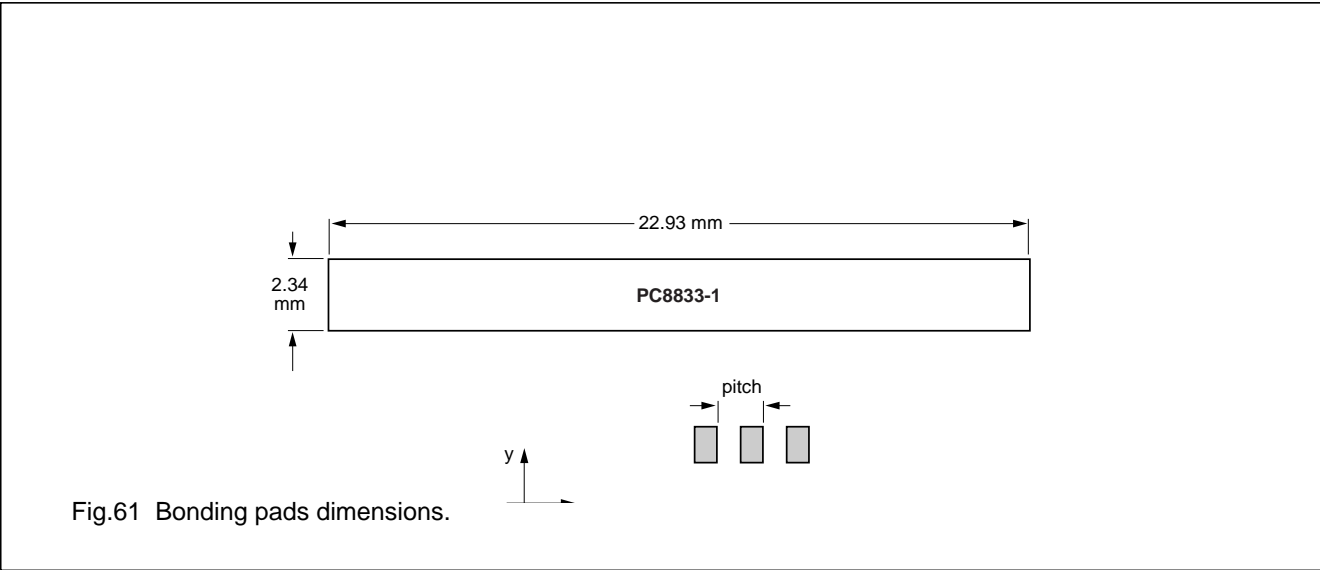 22.93 mm
2.34
mm
PC8833-1
pitch
y
Fig.61 Bonding pads dimensions.